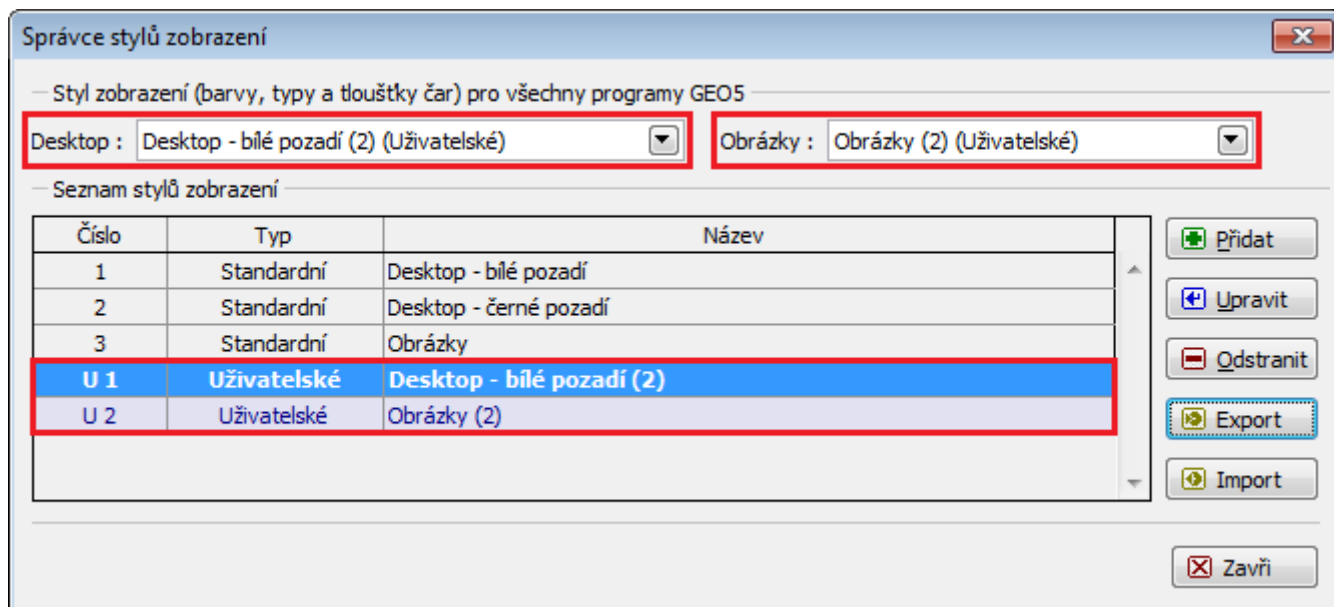 Správce stylů zobrazení
Styl zobrazení (barvy, typy a tloušťky čar) pro všechny programy GEO5
Desktop : Desktop - bílé pozadí (2) (Uživatelské) Obrázky : Obrázky (2) (Uživatelské)
Seznam stylů zobrazení
Číslo Typ Název
1 Standardní Desktop - bílé pozadí
2 Standardní Desktop - černé pozadí
3 Standardní Obrázky
U 1 Uživatelské Desktop - bílé pozadí (2)
U 2 Uživatelské Obrázky (2)
Přidat
Upravit
Odstranit
Export
Import
Zavři